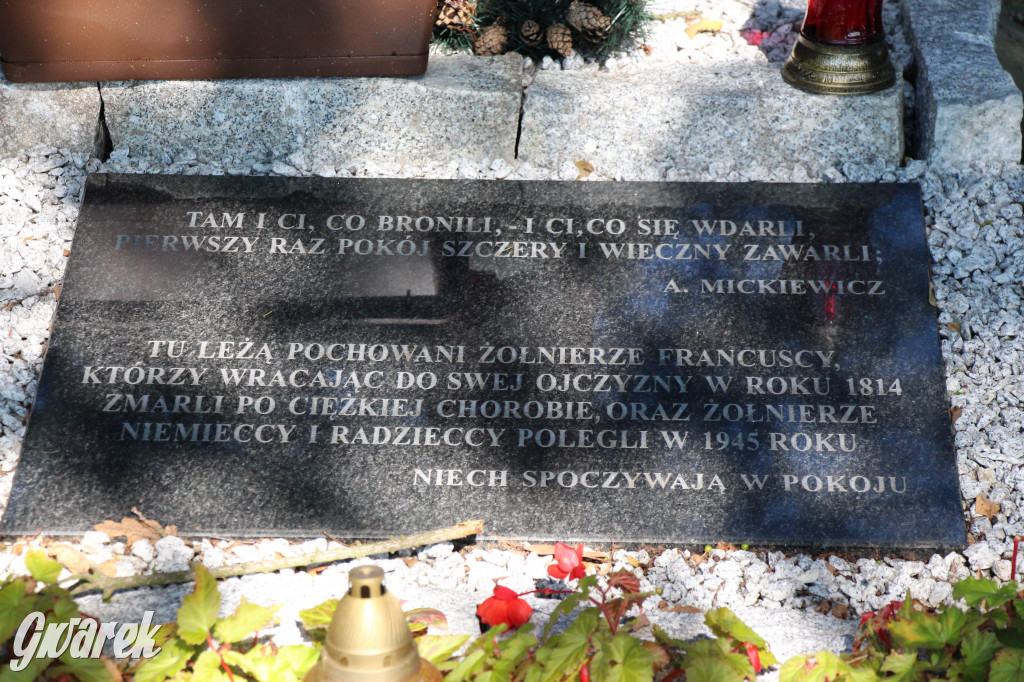 TAM I CI, CO BRONILI, - I CI,CO SIĘ WDARLI,
PIERWSZY RAZ POKÓJ SZCZERY I WIECZNY ZAWARLI;
A. MICKIEWICZ
TU LEŻĄ POCHOWANI ŻOŁNIERZE FRANCUSCY,
KTÓRZY WRACAJĄC DO SWEJ OJCZYZNY W ROKU 1814
ZMARLI PO CIEŻKIEJ CHOROBIE, ORAZ ŻOŁNIERZE
NIEMIECCY I RADZIECCY POLEGLI W 1945 ROKU
NIECH SPOCZYWAJĄ W POKOJU
Gwarek